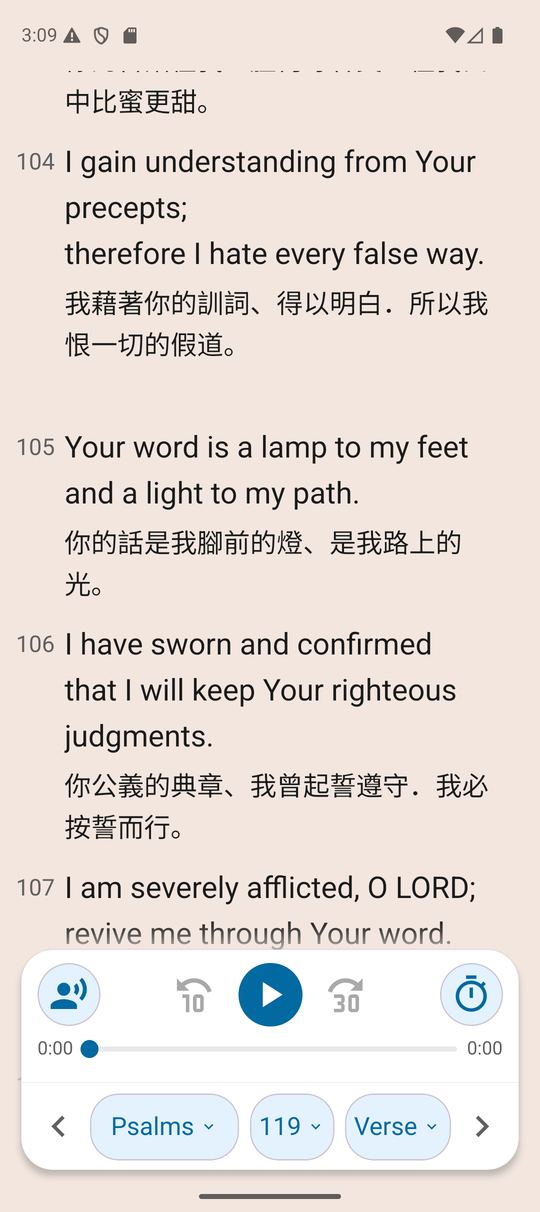 3:09
中比蜜更甜。
104 I gain understanding from Your
precepts;
therefore I hate every false way.
我藉著你的訓詞、得以明白．所以我
恨一切的假道。
105 Your word is a lamp to my feet
and a light to my path.
你的話是我腳前的燈、是我路上的
光。
106 I have sworn and confirmed
that I will keep Your righteous
judgments.
你公義的典章、我曾起誓遵守．我必
按誓而行。
107 I am severely afflicted, O LORD;
revive me through Your word.
10
30
0:00
0:00
Psalms 119 Verse